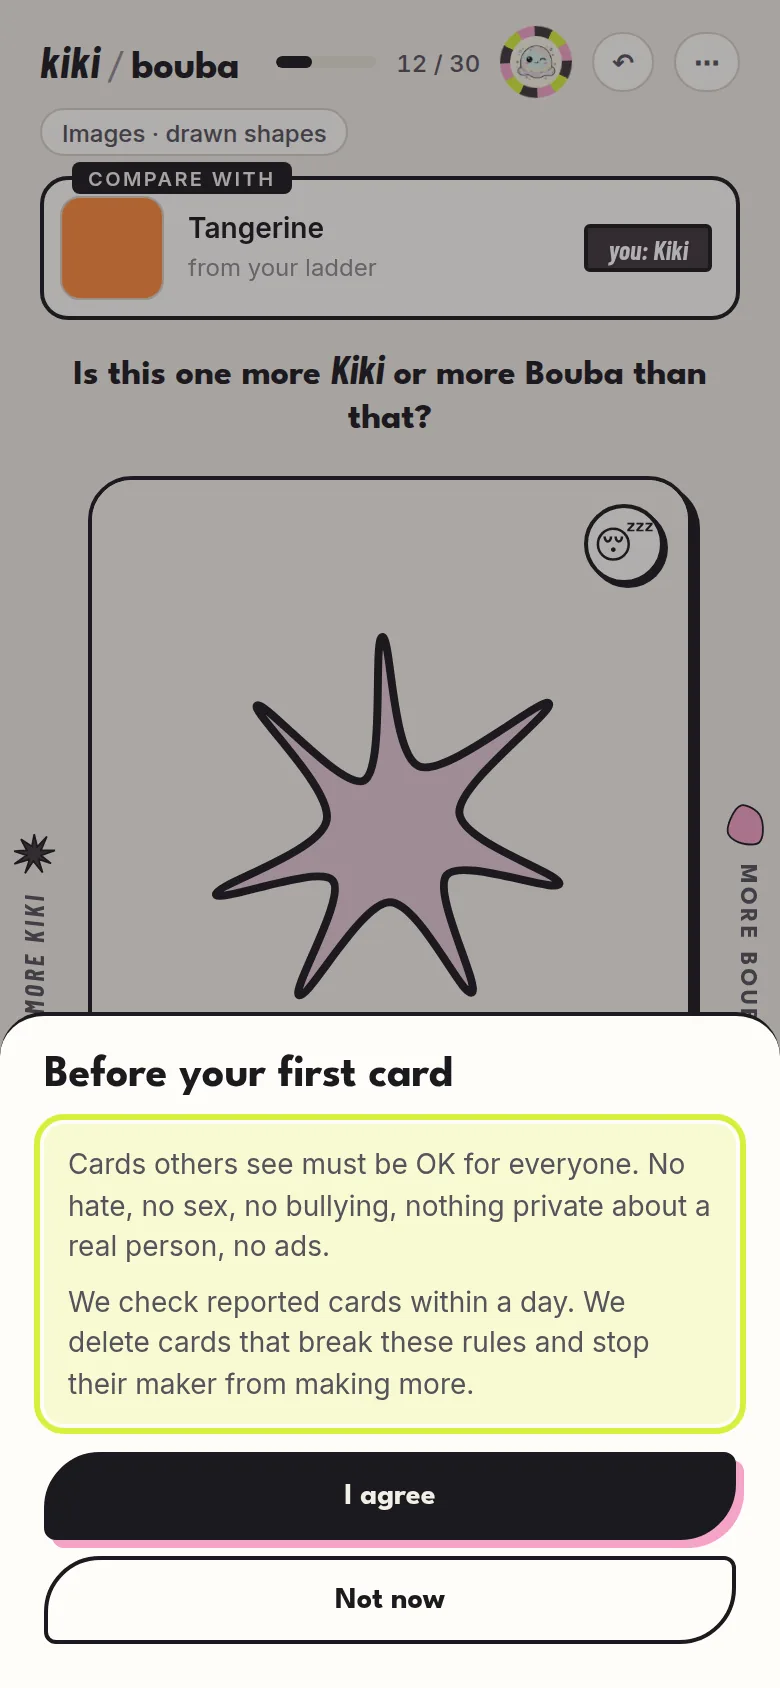 kiki / bouba
12 / 30
Images · drawn shapes
COMPARE WITH
Tangerine
from your ladder
you: Kiki
Is this one more Kiki or more Bouba than
that?
zzz
MORE KIKI
MORE BOU
Before your first card
Cards others see must be OK for everyone. No
hate, no sex, no bullying, nothing private about a
real person, no ads.
We check reported cards within a day. We
delete cards that break these rules and stop
their maker from making more.
I agree
Not now